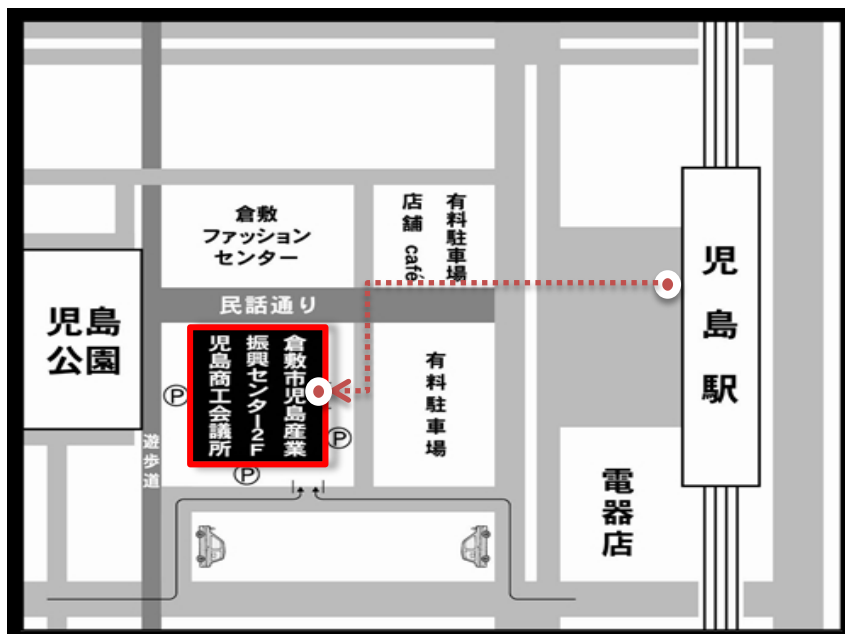 倉敷
ファッション
センター
店舗 café
有料駐車場
児島駅
民話通り
児島
公園
倉敷市児島産業
振興センター2F
児島商工会議所
有料駐車場
P
P
P
遊歩道
電器店